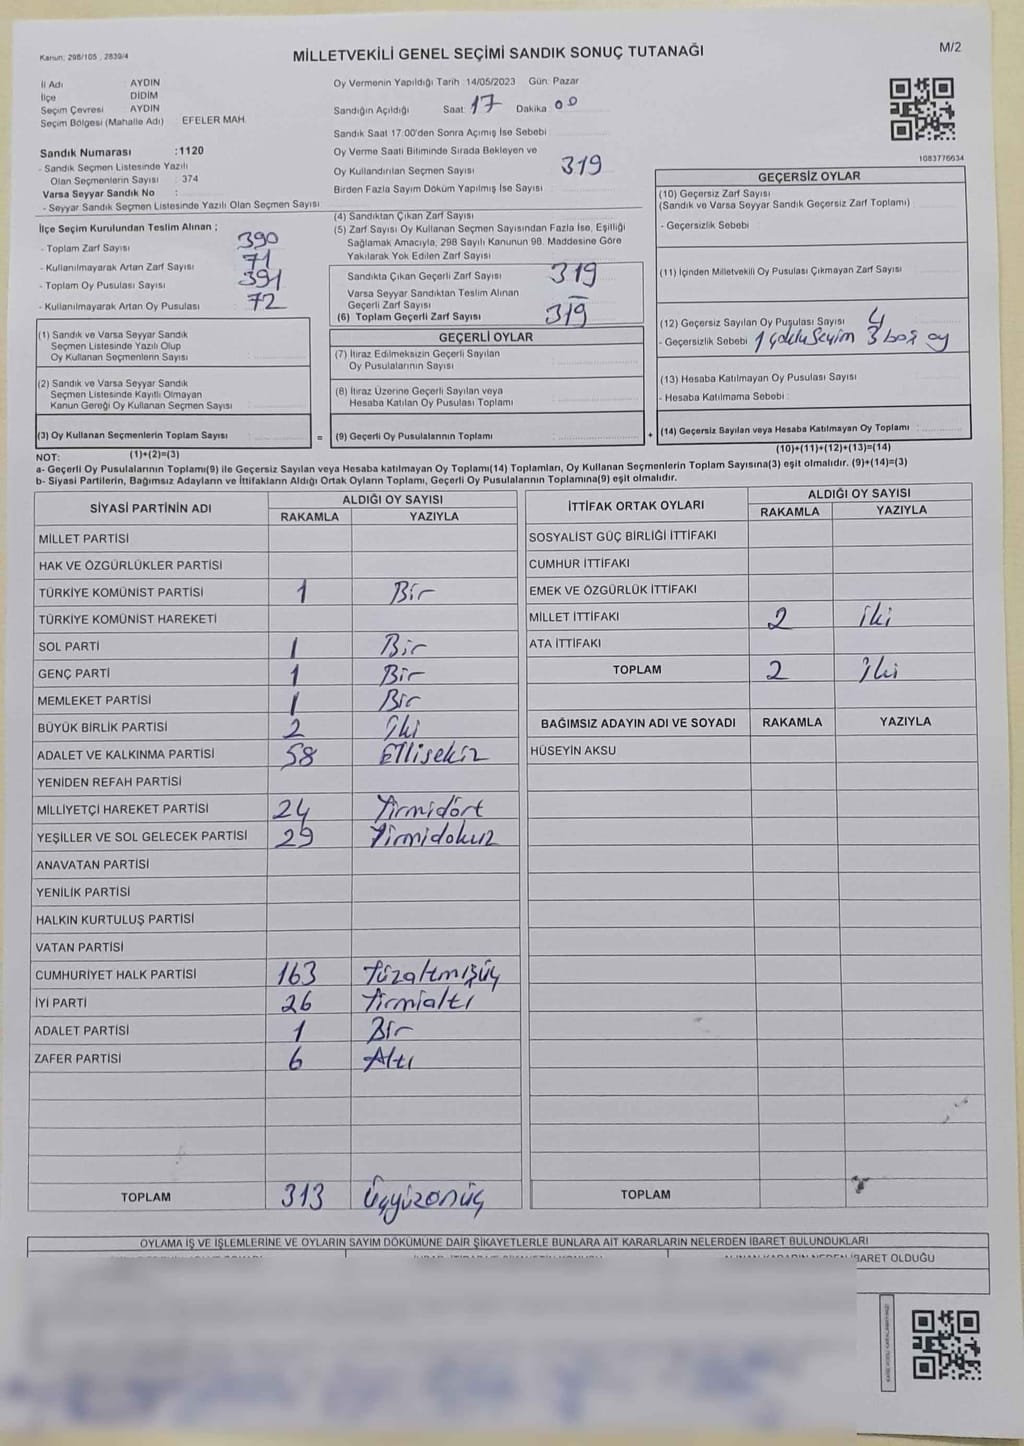 Kanun: 298/105 , 2839/4
MİLLETVEKİLİ GENEL SEÇİMİ SANDIK SONUÇ TUTANAĞI
M/2
İl Adı AYDIN
İlçe DİDİM
Seçim Çevresi AYDIN
Seçim Bölgesi (Mahalle Adı) EFELER MAH.
Sandık Numarası :1120
- Sandık Seçmen Listesinde Yazılı
Olan Seçmenlerin Sayısı : 374
Varsa Seyyar Sandık No :
- Seyyar Sandık Seçmen Listesinde Yazılı Olan Seçmen Sayısı
Oy Vermenin Yapıldığı Tarih :14/05/2023 Gün: Pazar
Sandığın Açıldığı Saat: 17 Dakika 00
Sandık Saat 17:00'den Sonra Açımış İse Sebebi
Oy Verme Saati Bitiminde Sırada Bekleyen ve
Oy Kullandırılan Seçmen Sayısı 319
Birden Fazla Sayım Döküm Yapılmış İse Sayısı
1083776634
İlçe Seçim Kurulundan Teslim Alınan ;
- Toplam Zarf Sayısı 390
- Kullanılmayarak Artan Zarf Sayısı 71
- Toplam Oy Pusulası Sayısı 391
- Kullanılmayarak Artan Oy Pusulası 72
(4) Sandıktan Çıkan Zarf Sayısı
(5) Zarf Sayısı Oy Kullanan Seçmen Sayısından Fazla İse, Eşitliği
Sağlamak Amacıyla, 298 Sayılı Kanunun 98. Maddesine Göre
Yakılarak Yok Edilen Zarf Sayısı
Sandıkta Çıkan Geçerli Zarf Sayısı 319
Varsa Seyyar Sandıktan Teslim Alınan
Geçerli Zarf Sayısı –
(6) Toplam Geçerli Zarf Sayısı 319
GEÇERSİZ OYLAR
(10) Geçersiz Zarf Sayısı
(Sandık ve Varsa Seyyar Sandık Geçersiz Zarf Toplamı)
- Geçersizlik Sebebi
(11) İçinden Milletvekili Oy Pusulası Çıkmayan Zarf Sayısı
(12) Geçersiz Sayılan Oy Pusulası Sayısı 4
- Geçersizlik Sebebi 1 çoklu seçim 3 boş oy
(13) Hesaba Katılmayan Oy Pusulası Sayısı
- Hesaba Katılmama Sebebi :
(14) Geçersiz Sayılan veya Hesaba Katılmayan Oy Toplamı :
(10)+(11)+(12)+(13)=(14)
(1) Sandık ve Varsa Seyyar Sandık
Seçmen Listesinde Yazılı Olup
Oy Kullanan Seçmenlerin Sayısı
(2) Sandık ve Varsa Seyyar Sandık
Seçmen Listesinde Kayıtlı Olmayan
Kanun Gereği Oy Kullanan Seçmen Sayısı
(3) Oy Kullanan Seçmenlerin Toplam Sayısı =
(1)+(2)=(3)
GEÇERLİ OYLAR
(7) İtiraz Edilmeksizin Geçerli Sayılan
Oy Pusulalarının Sayısı
(8) İtiraz Üzerine Geçerli Sayılan veya
Hesaba Katılan Oy Pusulası Toplamı
(9) Geçerli Oy Pusulalarının Toplamı +
NOT:
a- Geçerli Oy Pusulalarının Toplamı(9) ile Geçersiz Sayılan veya Hesaba katılmayan Oy Toplamı(14) Toplamları, Oy Kullanan Seçmenlerin Toplam Sayısına(3) eşit olmalıdır. (9)+(14)=(3)
b- Siyasi Partilerin, Bağımsız Adayların ve İttifakların Aldığı Ortak Oyların Toplamı, Geçerli Oy Pusulalarının Toplamına(9) eşit olmalıdır.
SİYASİ PARTİNİN ADI ALDIĞI OY SAYISI
RAKAMLA YAZIYLA
MİLLET PARTİSİ
HAK VE ÖZGÜRLÜKLER PARTİSİ
TÜRKİYE KOMÜNİST PARTİSİ 1 Bir
TÜRKİYE KOMÜNİST HAREKETİ
SOL PARTİ 1 Bir
GENÇ PARTİ 1 Bir
MEMLEKET PARTİSİ 1 Bir
BÜYÜK BİRLİK PARTİSİ 2 İki
ADALET VE KALKINMA PARTİSİ 58 Ellisekiz
YENİDEN REFAH PARTİSİ
MİLLİYETÇİ HAREKET PARTİSİ 24 Yirmidört
YEŞİLLER VE SOL GELECEK PARTİSİ 29 Yirmidokuz
ANAVATAN PARTİSİ
YENİLİK PARTİSİ
HALKIN KURTULUŞ PARTİSİ
VATAN PARTİSİ
CUMHURİYET HALK PARTİSİ 163 Yüzaltmışüç
İYİ PARTİ 26 Yirmialtı
ADALET PARTİSİ 1 Bir
ZAFER PARTİSİ 6 Altı
TOPLAM 313 Üçyüzonüç
İTTİFAK ORTAK OYLARI ALDIĞI OY SAYISI
RAKAMLA YAZIYLA
SOSYALİST GÜÇ BİRLİĞİ İTTİFAKI
CUMHUR İTTİFAKI
EMEK VE ÖZGÜRLÜK İTTİFAKI
MİLLET İTTİFAKI 2 İki
ATA İTTİFAKI
TOPLAM 2 İki
BAĞIMSIZ ADAYIN ADI VE SOYADI RAKAMLA YAZIYLA
HÜSEYİN AKSU
TOPLAM
OYLAMA İŞ VE İŞLEMLERİNE VE OYLARIN SAYIM DÖKÜMÜNE DAİR ŞİKAYETLERLE BUNLARA AİT KARARLARIN NELERDEN İBARET BULUNDUKLARI
İBARET OLDUĞU